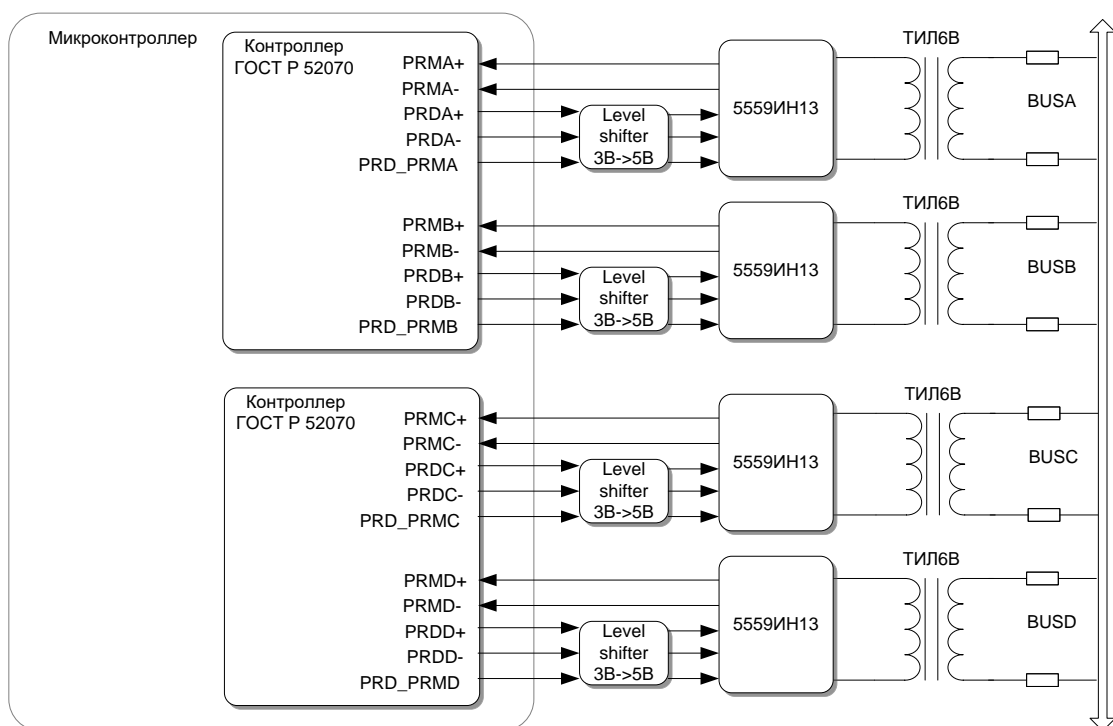 Микроконтроллер
Контроллер
ГОСТ Р 52070
PRMA+
PRMA-
PRDA+
PRDA-
PRD_PRMA
PRMB+
PRMB-
PRDB+
PRDB-
PRD_PRMB
Level
shifter
3В->5В
5559ИН13
ТИЛ6В
BUSA
Level
shifter
3В->5В
5559ИН13
ТИЛ6В
BUSB
Контроллер
ГОСТ Р 52070
PRMC+
PRMC-
PRDC+
PRDC-
PRD_PRMC
PRMD+
PRMD-
PRDD+
PRDD-
PRD_PRMD
Level
shifter
3В->5В
5559ИН13
ТИЛ6В
BUSC
Level
shifter
3В->5В
5559ИН13
ТИЛ6В
BUSD